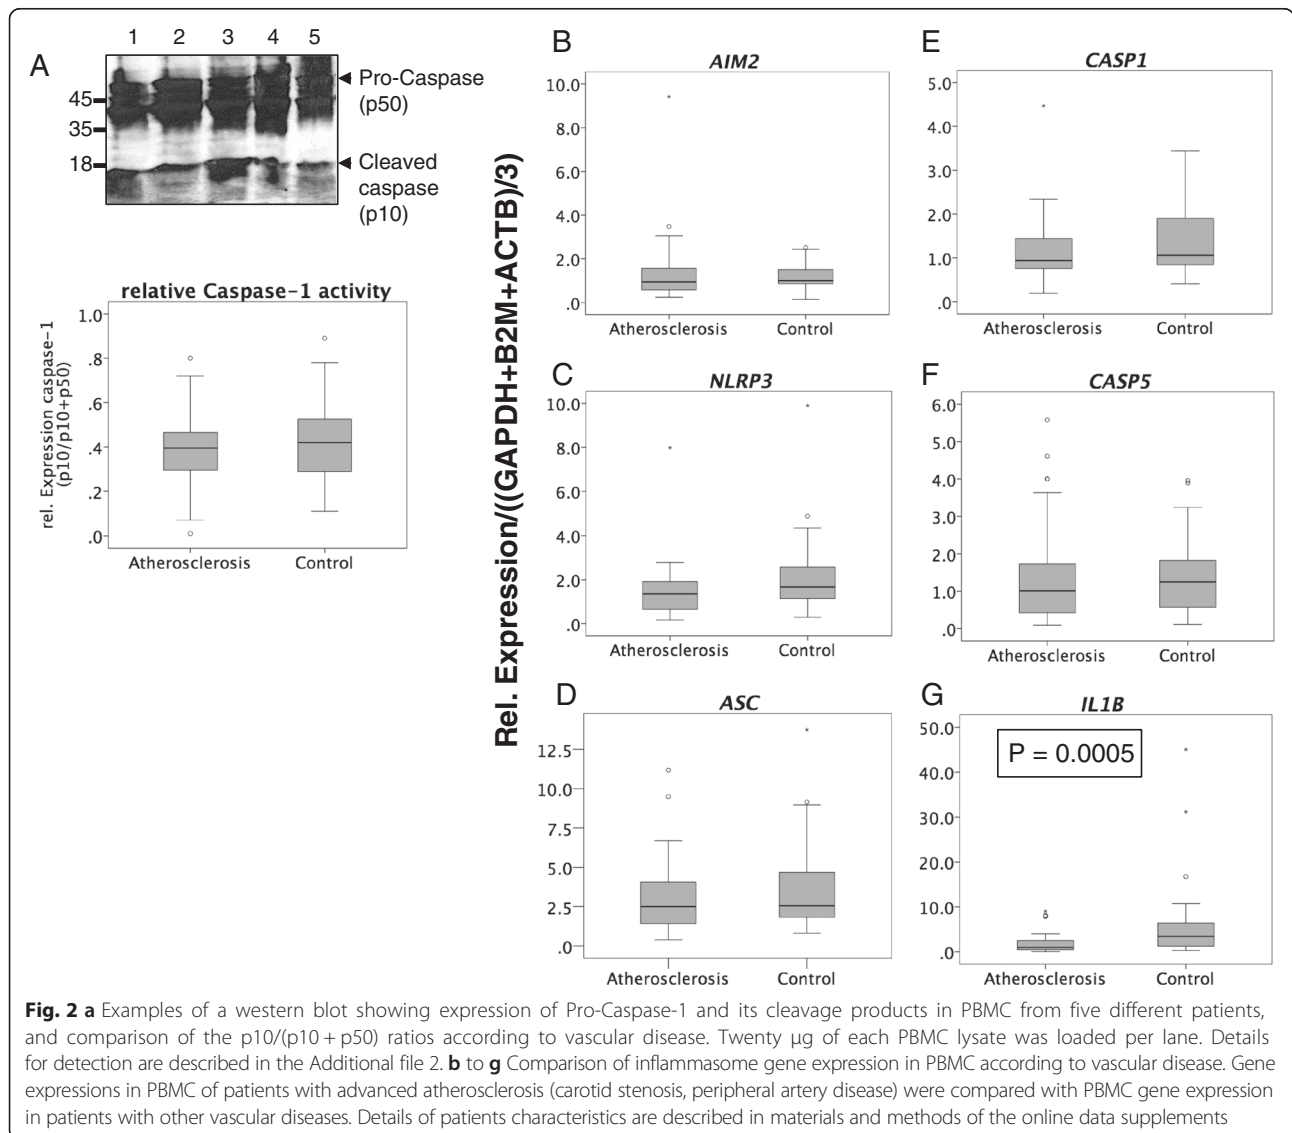 A
1 2 3 4 5
45
35
18
Pro-Caspase
(p50)
Cleaved
caspase
(p10)
relative Caspase-1 activity
rel. Expression caspase-1
(p10/p10+p50)
1.0
.8
.6
.4
.2
.0
Atherosclerosis Control
Rel. Expression/((GAPDH+B2M+ACTB)/3)
B
AIM2
10.0
8.0
6.0
4.0
2.0
.0
Atherosclerosis Control
C
NLRP3
10.0
8.0
6.0
4.0
2.0
.0
Atherosclerosis Control
D
ASC
12.5
10.0
7.5
5.0
2.5
.0
Atherosclerosis Control
E
CASP1
5.0
4.0
3.0
2.0
1.0
.0
Atherosclerosis Control
F
CASP5
6.0
5.0
4.0
3.0
2.0
1.0
.0
Atherosclerosis Control
G
IL1B
P = 0.0005
50.0
40.0
30.0
20.0
10.0
.0
Atherosclerosis Control
Fig. 2 a Examples of a western blot showing expression of Pro-Caspase-1 and its cleavage products in PBMC from five different patients,
and comparison of the p10/(p10 + p50) ratios according to vascular disease. Twenty μg of each PBMC lysate was loaded per lane. Details
for detection are described in the Additional file 2. b to g Comparison of inflammasome gene expression in PBMC according to vascular disease. Gene
expressions in PBMC of patients with advanced atherosclerosis (carotid stenosis, peripheral artery disease) were compared with PBMC gene expression
in patients with other vascular diseases. Details of patients characteristics are described in materials and methods of the online data supplements